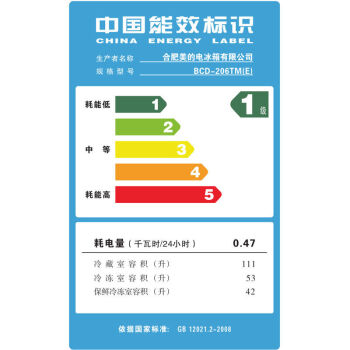 中国能效标识
CHINA ENERGY LABEL
生产者名称 合肥美的电冰箱有限公司
规格型号 BCD-206TM(E)
耗能低 1 1级
2
中等 3
4
耗能高 5
耗电量（千瓦时/24小时） 0.47
冷藏室容积（升） 111
冷冻室容积（升） 53
保鲜冷冻室容积（升） 42
依据国家标准: GB 12021.2-2008